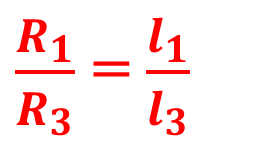 R₁/R₃ = l₁/l₃